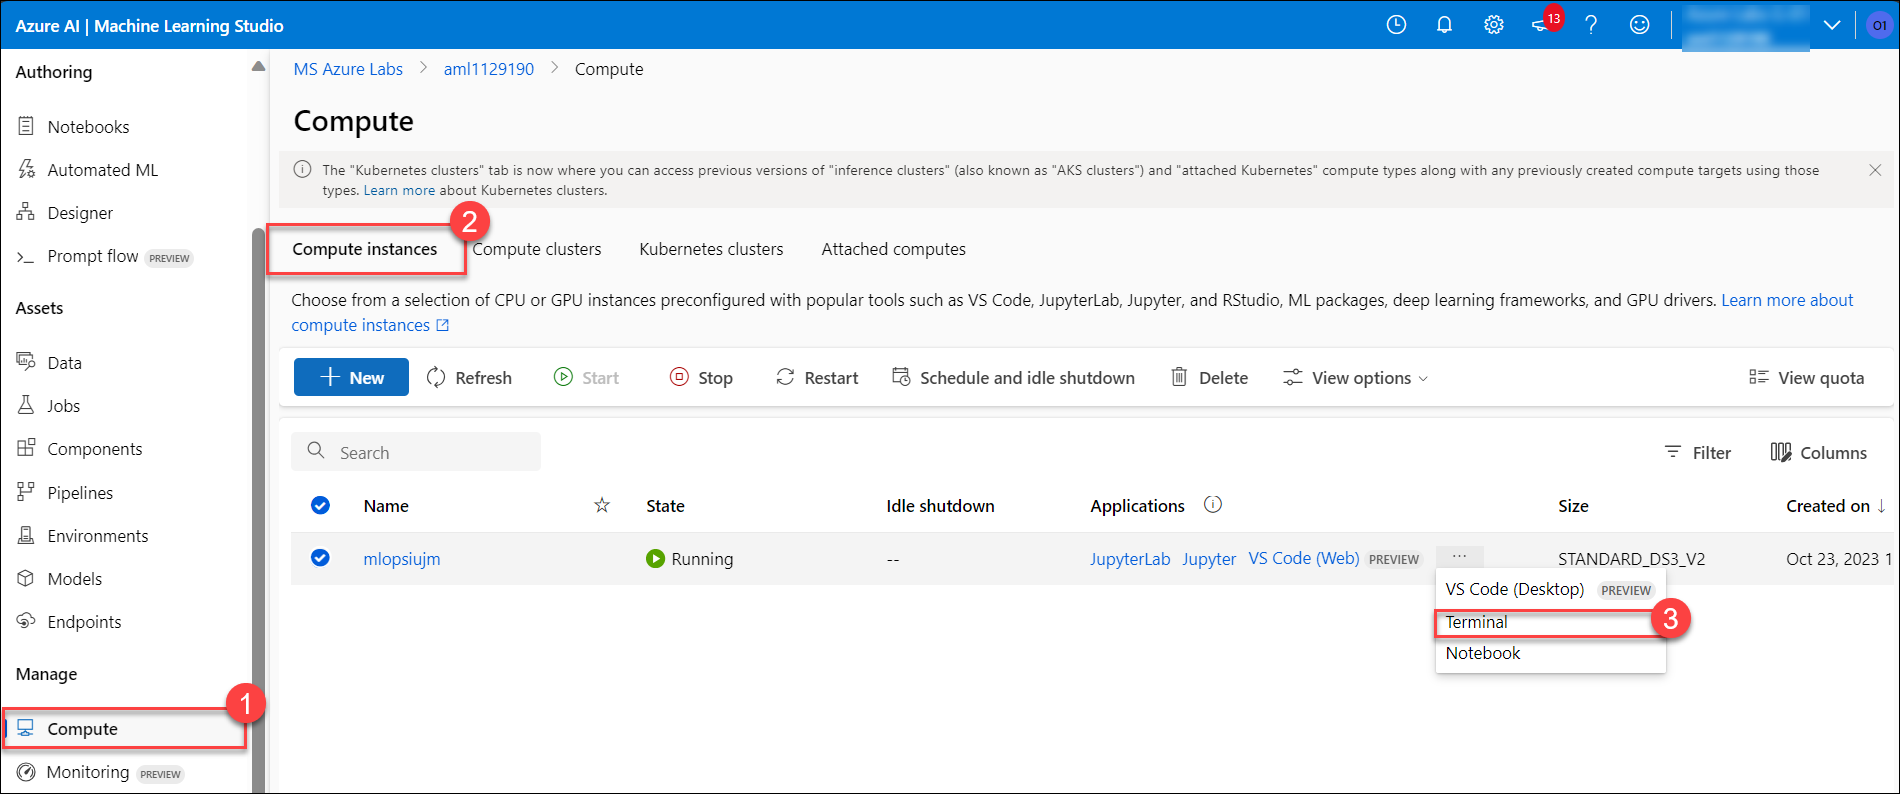 Azure AI | Machine Learning Studio
13
O1
Authoring
Notebooks
Automated ML
Designer
Prompt flow PREVIEW
Assets
Data
Jobs
Components
Pipelines
Environments
Models
Endpoints
Manage
1
Compute
Monitoring PREVIEW
MS Azure Labs > aml1129190 > Compute
Compute
The "Kubernetes clusters" tab is now where you can access previous versions of "inference clusters" (also known as "AKS clusters") and "attached Kubernetes" compute types along with any previously created compute targets using those
types. Learn more about Kubernetes clusters.
2
Compute instances Compute clusters Kubernetes clusters Attached computes
Choose from a selection of CPU or GPU instances preconfigured with popular tools such as VS Code, JupyterLab, Jupyter, and RStudio, ML packages, deep learning frameworks, and GPU drivers. Learn more about
compute instances
New Refresh Start Stop Restart Schedule and idle shutdown Delete View options View quota
Search Filter Columns
Name State Idle shutdown Applications Size Created on ↓
mlopsiujm Running -- JupyterLab Jupyter VS Code (Web) PREVIEW ... STANDARD_DS3_V2 Oct 23, 2023 1
VS Code (Desktop) PREVIEW
Terminal 3
Notebook